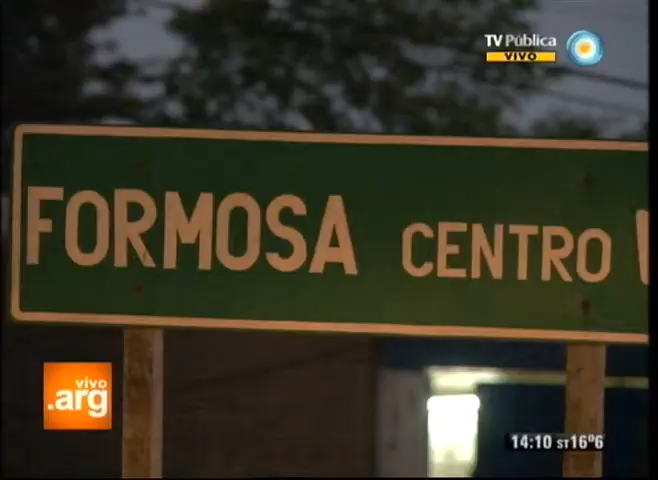 TV Pública
VIVO
FORMOSA CENTRO
vivo
.arg
14:10 ST16º6